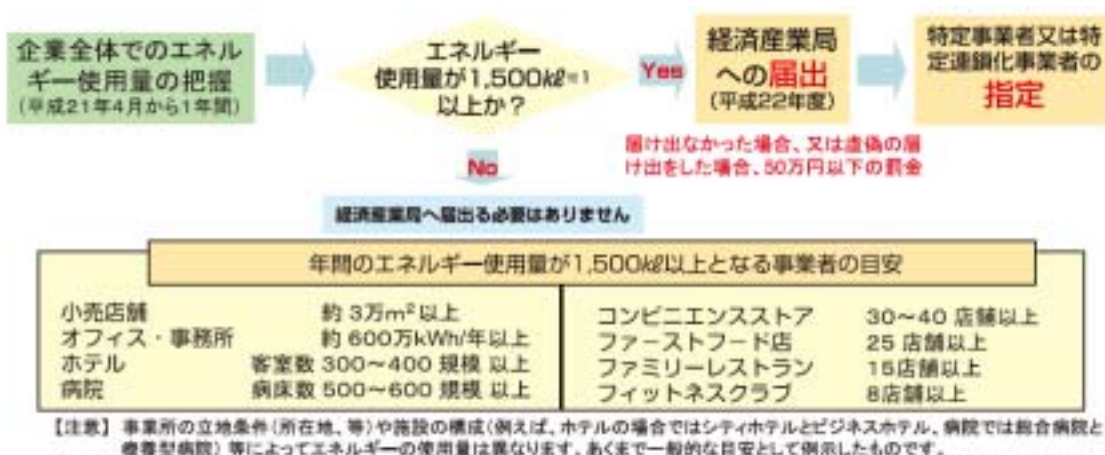 企業全体でのエネル
ギー使用量の把握
(平成21年4月から1年間)
エネルギー
使用量が1,500㎘※1
以上か？
Yes
経済産業局
への届出
(平成22年度)
特定事業者又は特
定連鎖化事業者の
指定
届け出なかった場合、又は虚偽の届
け出をした場合、50万円以下の罰金
No
経済産業局へ届出る必要はありません
年間のエネルギー使用量が1,500㎘以上となる事業者の目安
小売店舗 約 3万m²以上
オフィス・事務所 約 600万kWh/年以上
ホテル 客室数 300～400 規模 以上
病院 病床数 500～600 規模 以上
コンビニエンスストア 30～40 店舗以上
ファーストフード店 25 店舗以上
ファミリーレストラン 15店舗以上
フィットネスクラブ 8店舗以上
【注意】 事業所の立地条件(所在地、等)や施設の構成(例えば、ホテルの場合ではシティホテルとビジネスホテル、病院では総合病院と
療養型病院) 等によってエネルギーの使用量は異なります。あくまで一般的な目安として例示したものです。